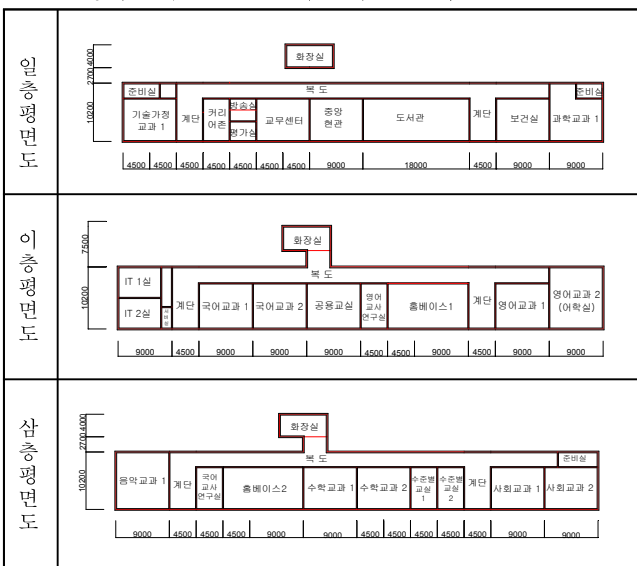 일층평면도
4000
2700
10200
화장실
복 도
준비실
준비실
기술가정
교과 1
계단
커리
어존
방송실
평가실
교무센터
중앙
현관
도서관
계단
보건실
과학교과 1
4500 4500 4500 4500 4500 4500 4500 9000 18000 4500 9000 9000
이층평면도
7500
10200
화장실
복 도
IT 1실
IT 2실
계단
국어교과 1
국어교과 2
공용교실
영어
교사
연구실
홈베이스1
계단
영어교과 1
영어교과 2
(어학실)
9000 4500 9000 9000 9000 4500 4500 9000 4500 9000 9000
삼층평면도
4000
2700
10200
화장실
복 도
준비실
음악교과 1
계단
국어
교사
연구실
홈베이스2
수학교과 1
수학교과 2
수준별
교실
1
수준별
교실
2
계단
사회교과 1
사회교과 2
9000 4500 4500 4500 9000 9000 4500 4500 4500 4500 9000 9000